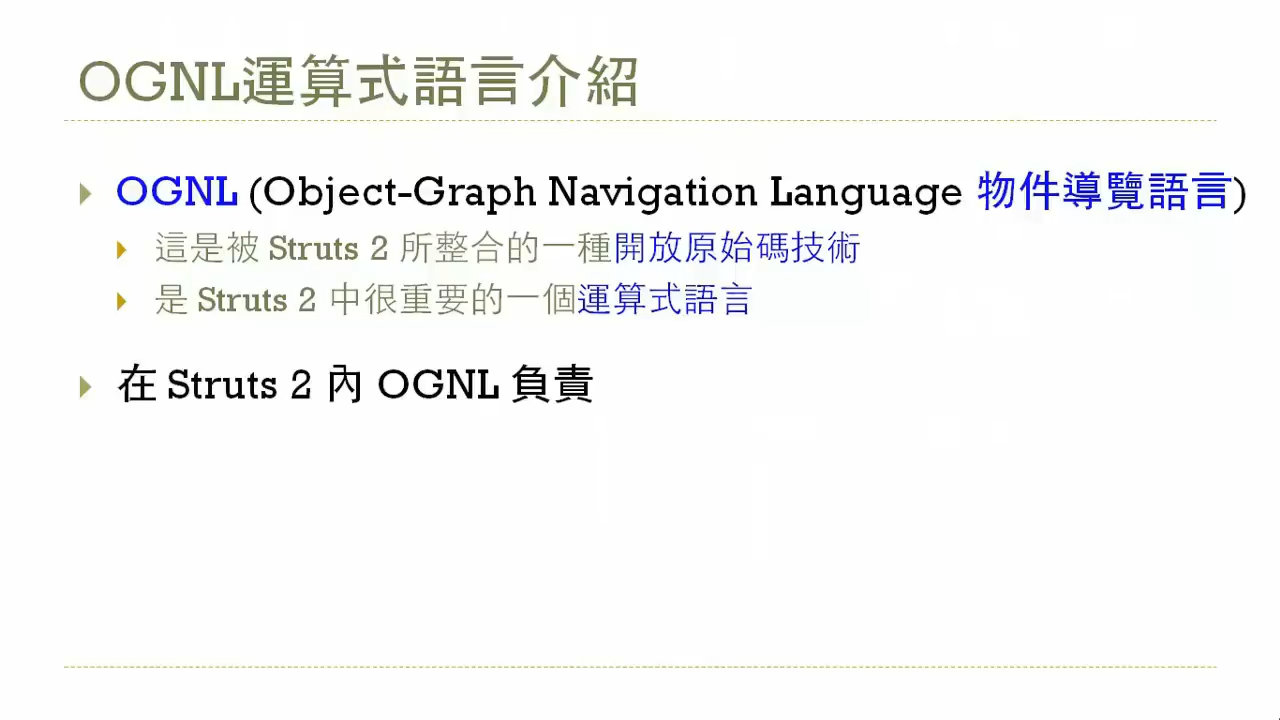 OGNL運算式語言介紹
OGNL (Object-Graph Navigation Language 物件導覽語言)
這是被 Struts 2 所整合的一種開放原始碼技術
是 Struts 2 中很重要的一個運算式語言
在 Struts 2 內 OGNL 負責